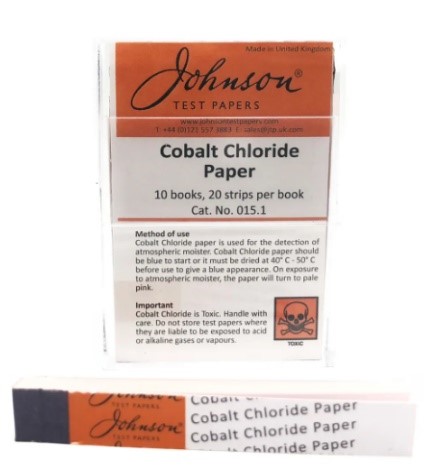 Made in United Kingdom
Johnson®
TEST PAPERS
www.johnsontestpapers.com
Cobalt Chloride
Paper
10 books, 20 strips per book
Cat. No. 015.1
Method of use
Cobalt Chloride paper is used for the detection of
atmospheric moister. Cobalt Chloride paper should
be blue to start or it must be dried at 40° C - 50° C
before use to give a blue appearance. On exposure
to atmospheric moister, the paper will turn to pale
pink.
Important
Cobalt Chloride is Toxic. Handle with
care. Do not store test papers where
they are liable to be exposed to acid
or alkaline gases or vapours.
TOXIC
TEST PAPERS
Cobalt Chloride Paper
Johnson
Cobalt Chloride Paper
TEST PAPERS
Chloride Paper